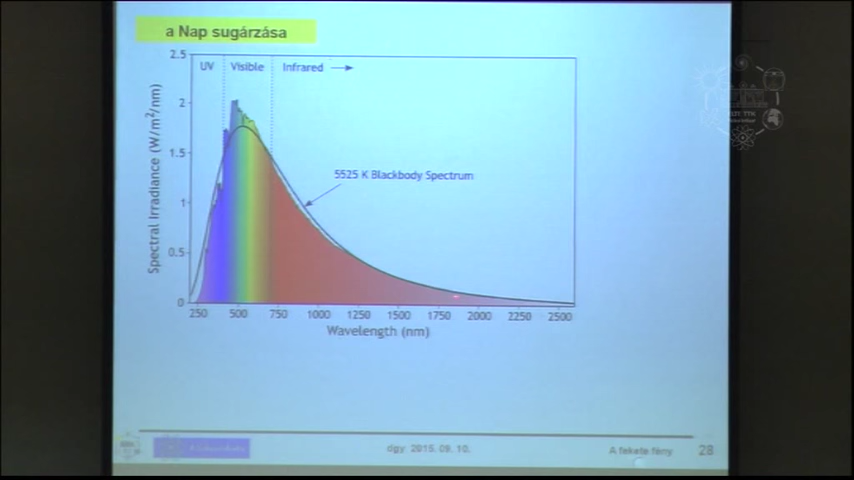 a Nap sugárzása
2.5
UV Visible Infrared
2
1.5
5525 K Blackbody Spectrum
1
0.5
0
Spectral Irradiance (W/m²/nm)
250 500 750 1000 1250 1500 1750 2000 2250 2500
Wavelength (nm)
dgy 2015. 09. 10.
A fekete fény
28